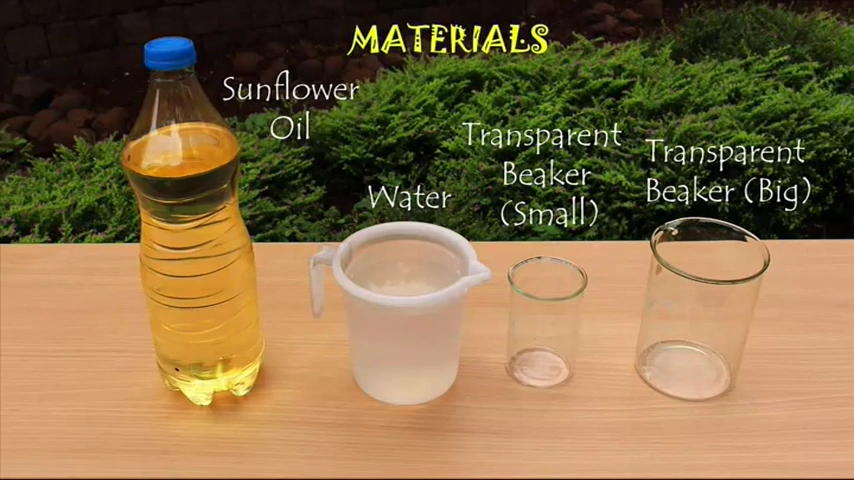 MATERIALS
Sunflower
Oil
Water
Transparent
Beaker
(Small)
Transparent
Beaker (Big)